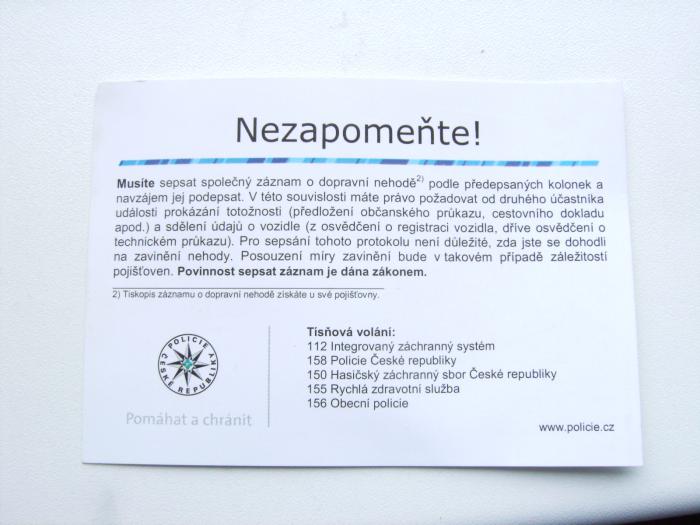 Nezapomeňte!
Musíte sepsat společný záznam o dopravní nehodě2) podle předepsaných kolonek a
navzájem jej podepsat. V této souvislosti máte právo požadovat od druhého účastníka
události prokázání totožnosti (předložení občanského průkazu, cestovního dokladu
apod.) a sdělení údajů o vozidle (z osvědčení o registraci vozidla, dříve osvědčení o
technickém průkazu). Pro sepsání tohoto protokolu není důležité, zda jste se dohodli
na zavinění nehody. Posouzení míry zavinění bude v takovém případě záležitostí
pojišťoven. Povinnost sepsat záznam je dána zákonem.
2) Tiskopis záznamu o dopravní nehodě získáte u své pojišťovny.
POLICIE ČESKÉ REPUBLIKY
Pomáhat a chránit
Tísňová volání:
112 Integrovaný záchranný systém
158 Policie České republiky
150 Hasičský záchranný sbor České republiky
155 Rychlá zdravotní služba
156 Obecní policie
www.policie.cz